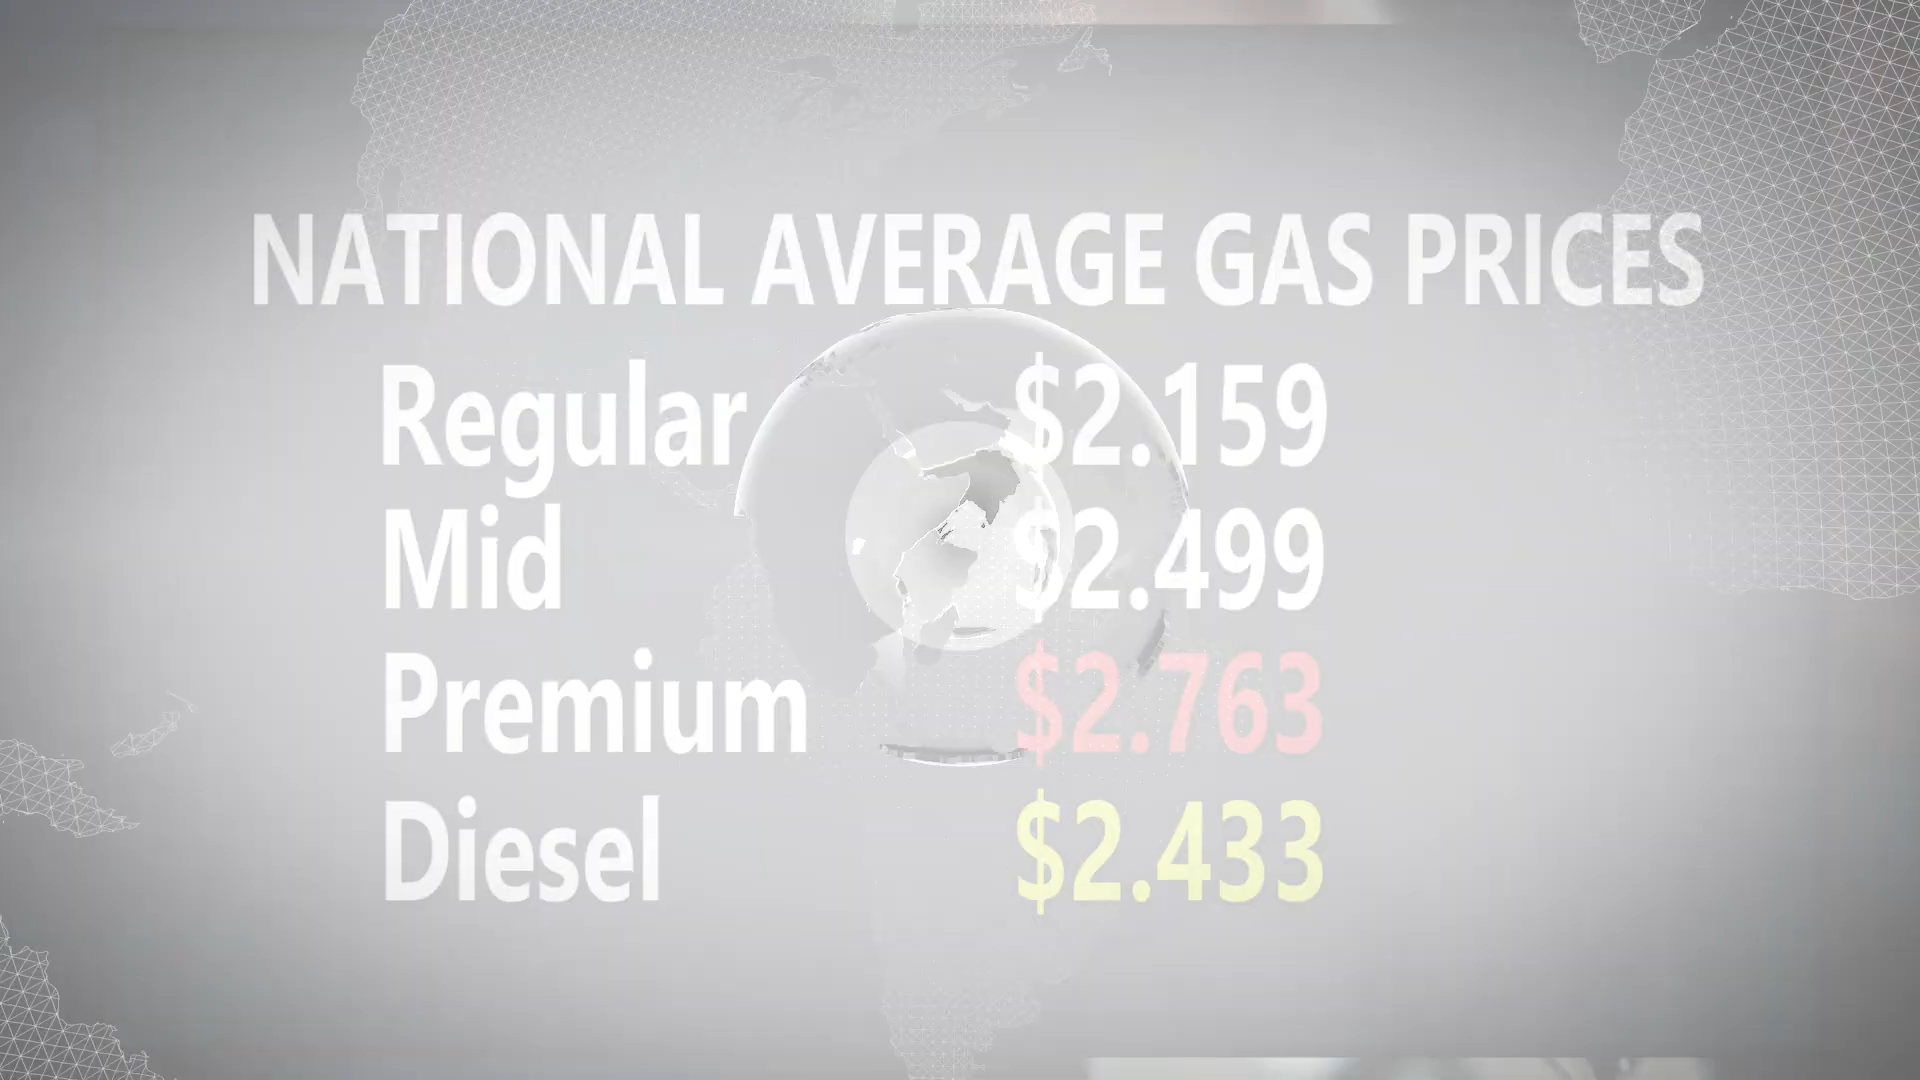 NATIONAL AVERAGE GAS PRICES
Regular $2.159
Mid $2.499
Premium $2.763
Diesel $2.433